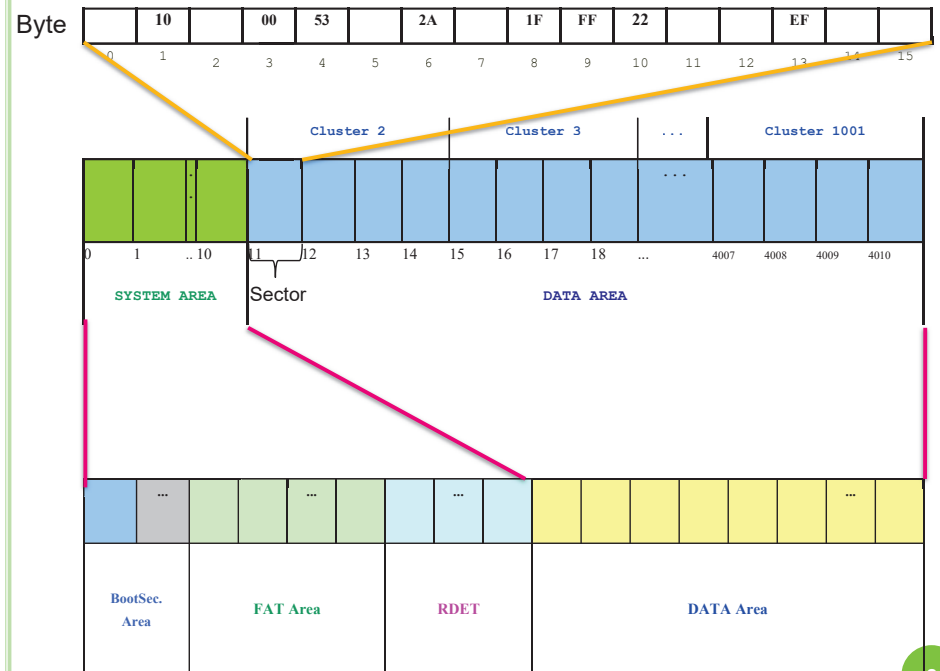 Byte 10 00 53 2A 1F FF 22 EF
0 1 2 3 4 5 6 7 8 9 10 11 12 13 14 15
Cluster 2 Cluster 3 ... Cluster 1001
. ...
.
0 1 .. 10 11 12 13 14 15 16 17 18 ... 4007 4008 4009 4010
SYSTEM AREA Sector DATA AREA
... ... ... ...
BootSec. Area FAT Area RDET DATA Area